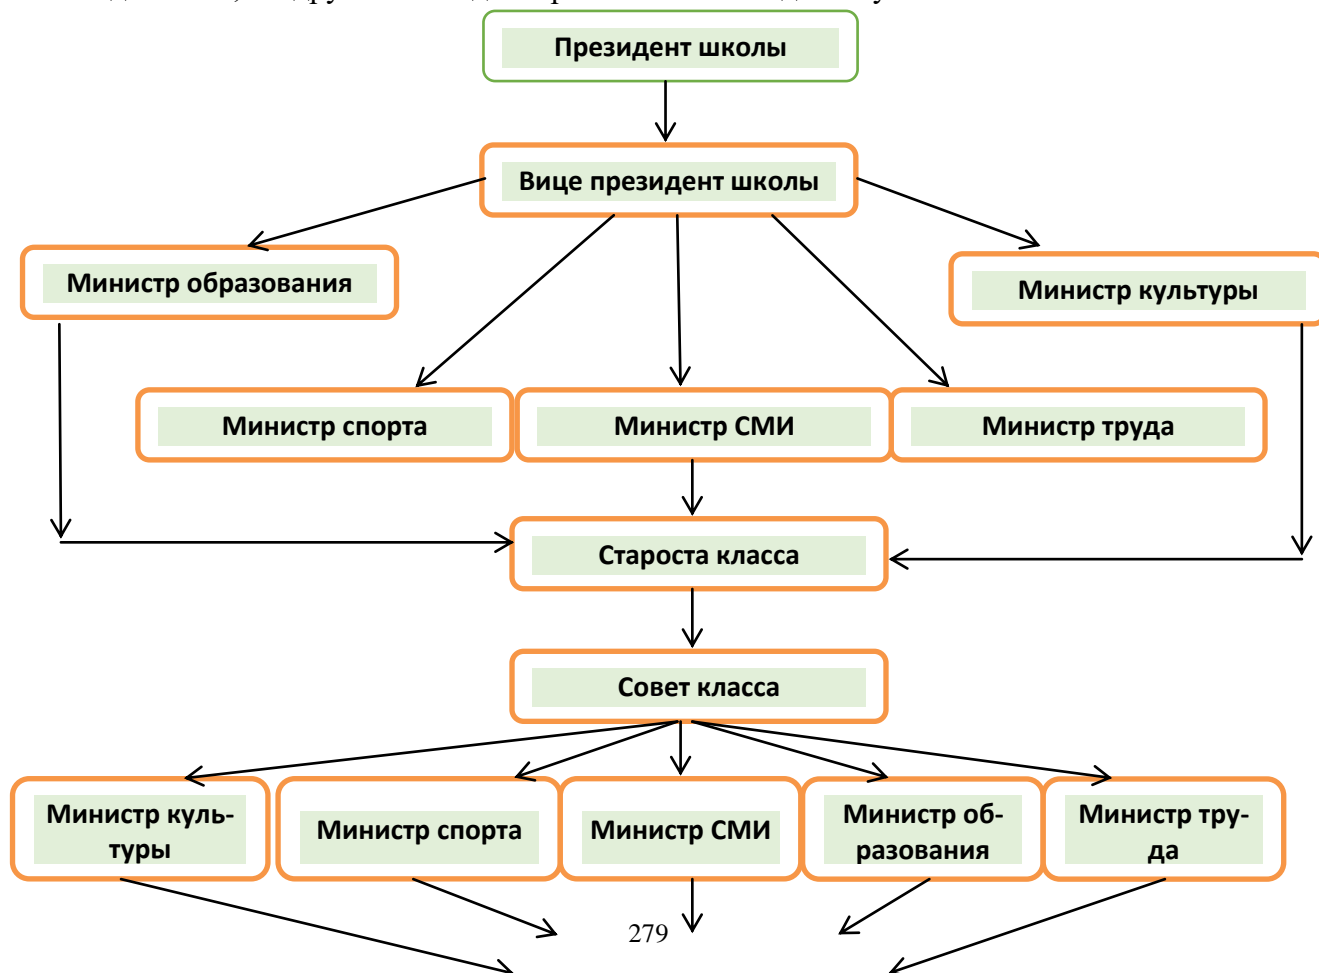 Президент школы
Вице президент школы
Министр образования
Министр культуры
Министр спорта
Министр СМИ
Министр труда
Староста класса
Совет класса
Министр куль-
туры
Министр спорта
Министр СМИ
Министр об-
разования
Министр тру-
да
279